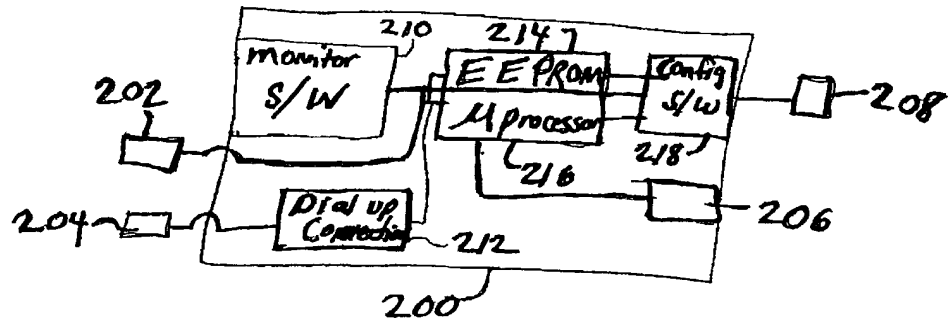 210
214
monitor
S/W
EEPROM
μprocessor
Config
S/W
202
208
218
216
204
Dial up
Connection
212
206
200